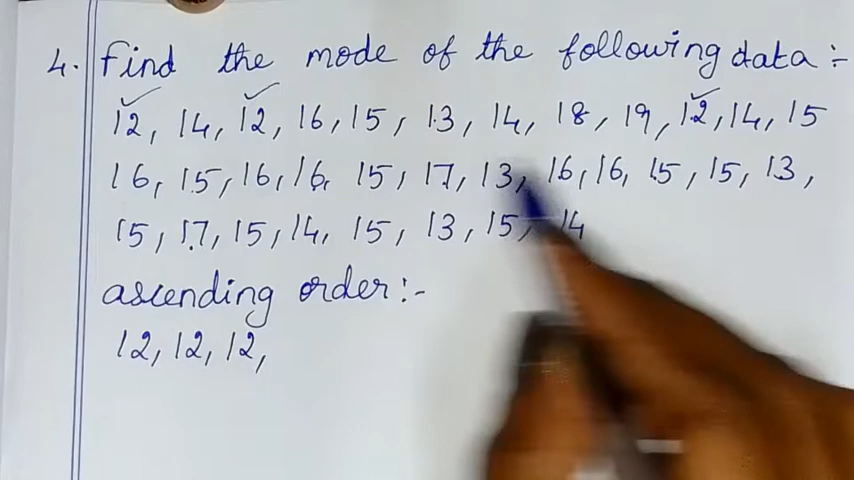 4. find the mode of the following data :-
12, 14, 12, 16, 15, 13, 14, 18, 19, 12, 14, 15
16, 15, 16, 16, 15, 17, 13, 16, 16, 15, 15, 13,
15, 17, 15, 14, 15, 13, 15, 14
ascending order :-
12, 12, 12,